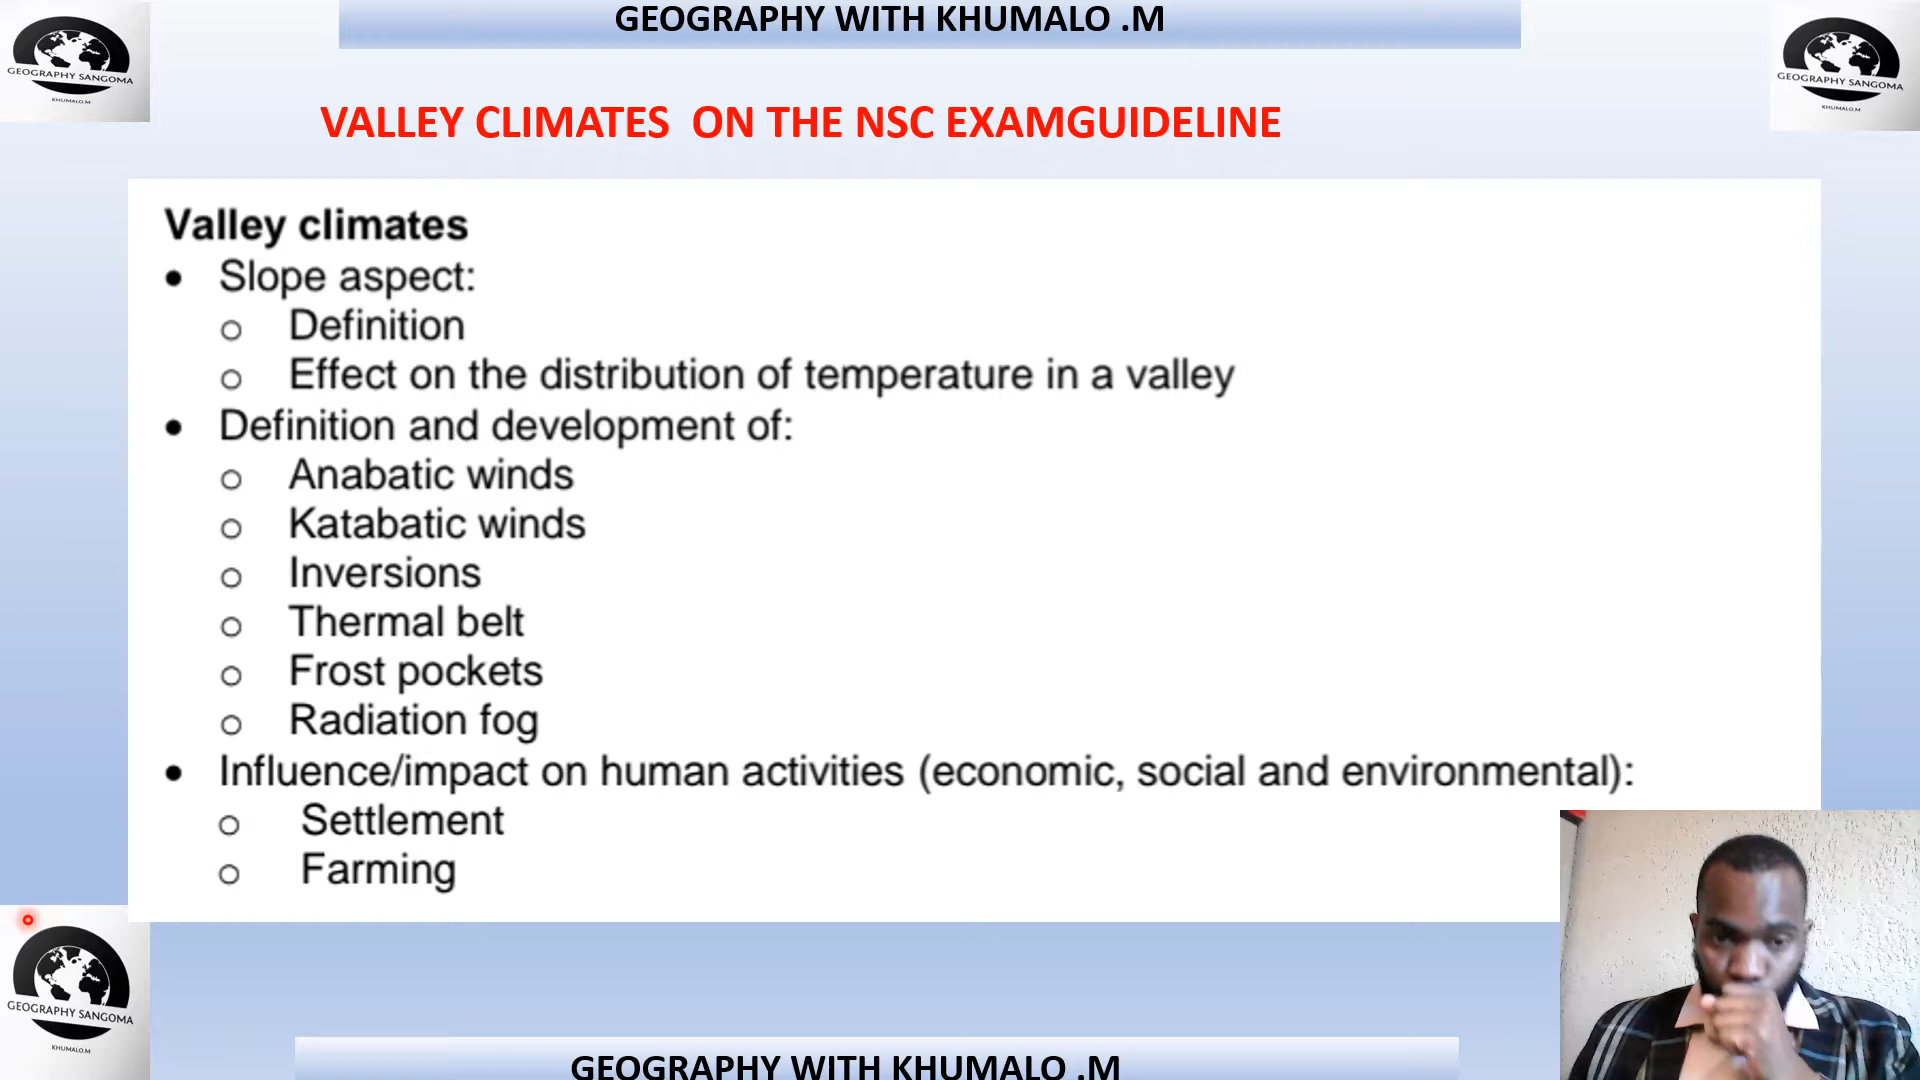 GEOGRAPHY WITH KHUMALO .M
GEOGRAPHY SANGOMA
KHUMALO.M
GEOGRAPHY SANGOMA
KHUMALO.M
VALLEY CLIMATES ON THE NSC EXAMGUIDELINE
Valley climates
• Slope aspect:
o Definition
o Effect on the distribution of temperature in a valley
• Definition and development of:
o Anabatic winds
o Katabatic winds
o Inversions
o Thermal belt
o Frost pockets
o Radiation fog
• Influence/impact on human activities (economic, social and environmental):
o Settlement
o Farming
GEOGRAPHY SANGOMA
KHUMALO.M
GEOGRAPHY WITH KHUMALO .M